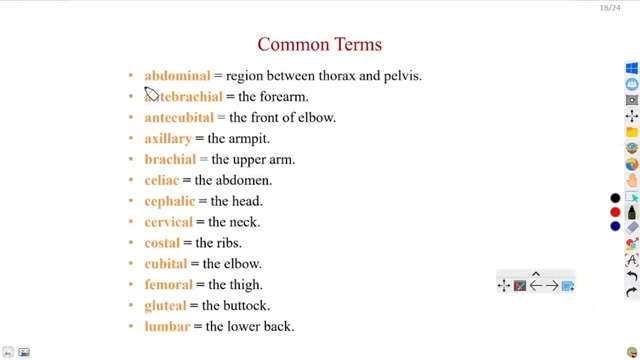 18/24
Common Terms
• abdominal = region between thorax and pelvis.
• antebrachial = the forearm.
• antecubital = the front of elbow.
• axillary = the armpit.
• brachial = the upper arm.
• celiac = the abdomen.
• cephalic = the head.
• cervical = the neck.
• costal = the ribs.
• cubital = the elbow.
• femoral = the thigh.
• gluteal = the buttock.
• lumbar = the lower back.